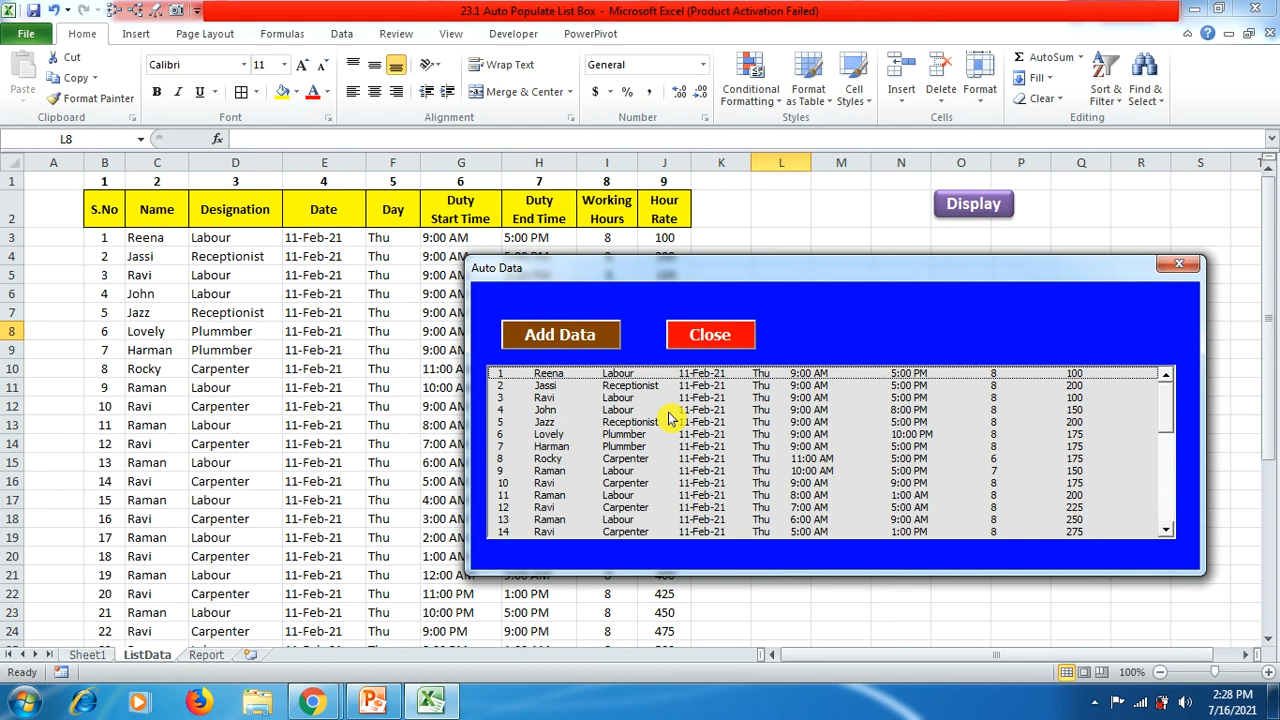 23.1 Auto Populate List Box - Microsoft Excel (Product Activation Failed)
File Home Insert Page Layout Formulas Data Review View Developer PowerPivot
Paste Cut Copy Format Painter
Calibri 11 Wrap Text Merge & Center General
Conditional Formatting Format as Table Cell Styles Insert Delete Format
AutoSum Fill Clear Sort & Filter Find & Select
Clipboard Font Alignment Number Styles Cells Editing
L8 fx
A B C D E F G H I J K L M N O P Q R S
1 1 2 3 4 5 6 7 8 9
2 S.No Name Designation Date Day Duty Start Time Duty End Time Working Hours Hour Rate
Display
3 1 Reena Labour 11-Feb-21 Thu 9:00 AM 5:00 PM 8 100
4 2 Jassi Receptionist 11-Feb-21 Thu 9:00
5 3 Ravi Labour 11-Feb-21 Thu 9:00
6 4 John Labour 11-Feb-21 Thu 9:00
7 5 Jazz Receptionist 11-Feb-21 Thu 9:00
8 6 Lovely Plummber 11-Feb-21 Thu 9:00
9 7 Harman Plummber 11-Feb-21 Thu 9:00
10 8 Rocky Carpenter 11-Feb-21 Thu 11:00
11 9 Raman Labour 11-Feb-21 Thu 10:00
12 10 Ravi Carpenter 11-Feb-21 Thu 9:00
13 11 Raman Labour 11-Feb-21 Thu 8:00
14 12 Ravi Carpenter 11-Feb-21 Thu 7:00
15 13 Raman Labour 11-Feb-21 Thu 6:00
16 14 Ravi Carpenter 11-Feb-21 Thu 5:00
17 15 Raman Labour 11-Feb-21 Thu 4:00
18 16 Ravi Carpenter 11-Feb-21 Thu 3:00
19 17 Raman Labour 11-Feb-21 Thu 2:00
20 18 Ravi Carpenter 11-Feb-21 Thu 1:00
21 19 Raman Labour 11-Feb-21 Thu 12:00
22 20 Ravi Carpenter 11-Feb-21 Thu 11:00 PM 1:00 PM 8 425
23 21 Raman Labour 11-Feb-21 Thu 10:00 PM 5:00 PM 8 450
24 22 Ravi Carpenter 11-Feb-21 Thu 9:00 PM 9:00 PM 8 475
Auto Data
Add Data Close
1 Reena Labour 11-Feb-21 Thu 9:00 AM 5:00 PM 8 100
2 Jassi Receptionist 11-Feb-21 Thu 9:00 AM 5:00 PM 8 200
3 Ravi Labour 11-Feb-21 Thu 9:00 AM 5:00 PM 8 100
4 John Labour 11-Feb-21 Thu 9:00 AM 8:00 PM 8 150
5 Jazz Receptionist 11-Feb-21 Thu 9:00 AM 5:00 PM 8 200
6 Lovely Plummber 11-Feb-21 Thu 9:00 AM 10:00 PM 8 175
7 Harman Plummber 11-Feb-21 Thu 9:00 AM 5:00 PM 8 175
8 Rocky Carpenter 11-Feb-21 Thu 11:00 AM 5:00 PM 6 175
9 Raman Labour 11-Feb-21 Thu 10:00 AM 5:00 PM 7 150
10 Ravi Carpenter 11-Feb-21 Thu 9:00 AM 9:00 PM 8 175
11 Raman Labour 11-Feb-21 Thu 8:00 AM 1:00 AM 8 200
12 Ravi Carpenter 11-Feb-21 Thu 7:00 AM 5:00 AM 8 225
13 Raman Labour 11-Feb-21 Thu 6:00 AM 9:00 AM 8 250
14 Ravi Carpenter 11-Feb-21 Thu 5:00 AM 1:00 PM 8 275
Sheet1 ListData Report
Ready 100%
2:28 PM
7/16/2021